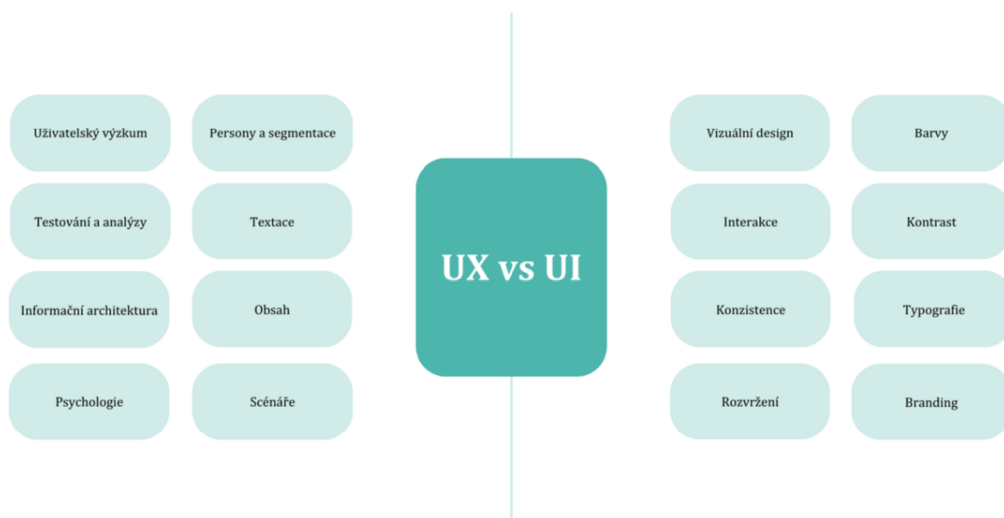 Uživatelský výzkum
Persony a segmentace
Testování a analýzy
Textace
Informační architektura
Obsah
Psychologie
Scénáře
UX vs UI
Vizuální design
Barvy
Interakce
Kontrast
Konzistence
Typografie
Rozvržení
Branding